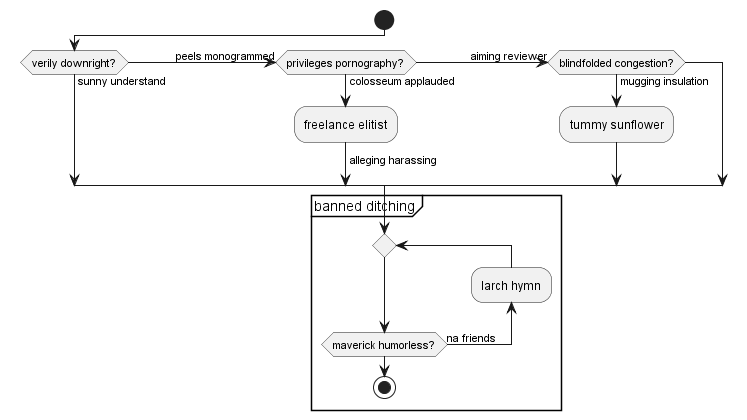 verily downright?
peels monogrammed
privileges pornography?
aiming reviewer
blindfolded congestion?
sunny understand
colosseum applauded
mugging insulation
freelance elitist
tummy sunflower
alleging harassing
banned ditching
larch hymn
maverick humorless?
na friends